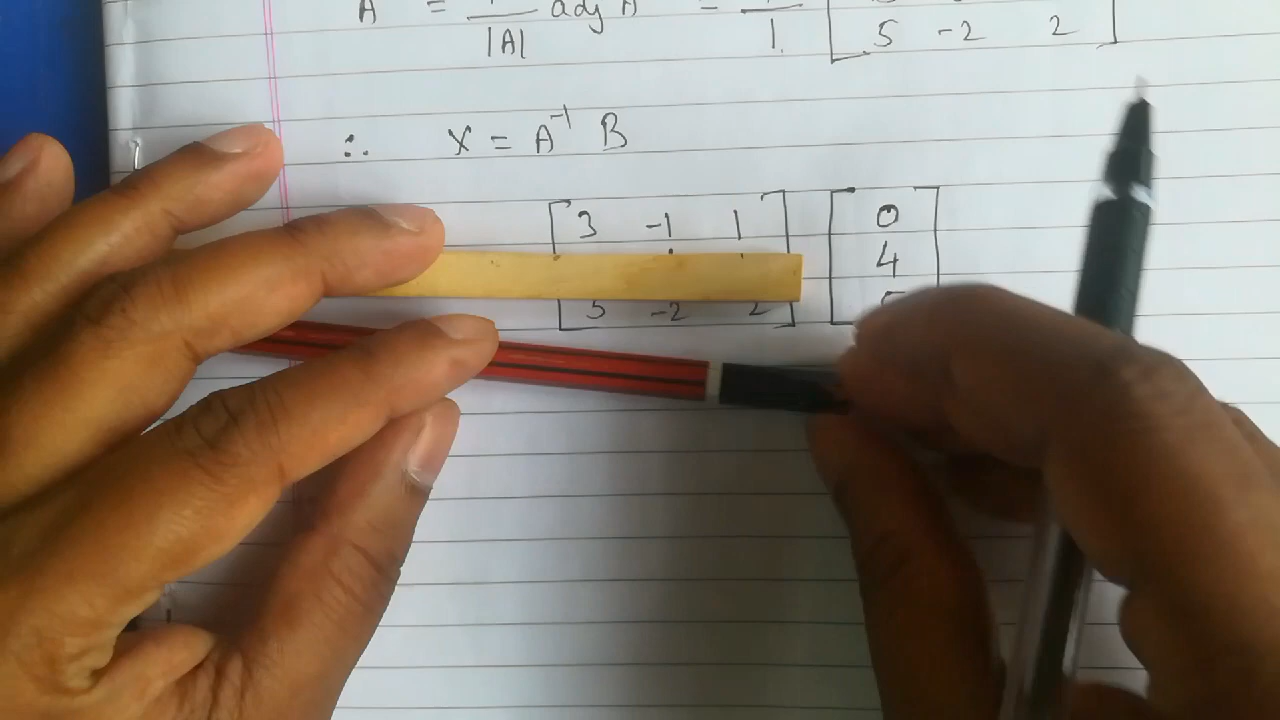 A = 1/|A| adj A = 1/1 [ 5 -2 2 ]
∴ X = A⁻¹ B
[ 3 -1 1 ] [ 0 ]
4
5 -2 2